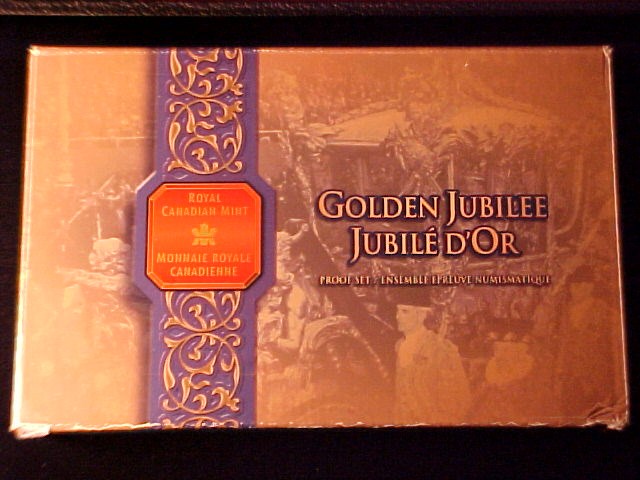 ROYAL
CANADIAN MINT
MONNAIE ROYALE
CANADIENNE
GOLDEN JUBILEE
JUBILÉ D'OR
PROOF SET / ENSEMBLE ÉPREUVE NUMISMATIQUE